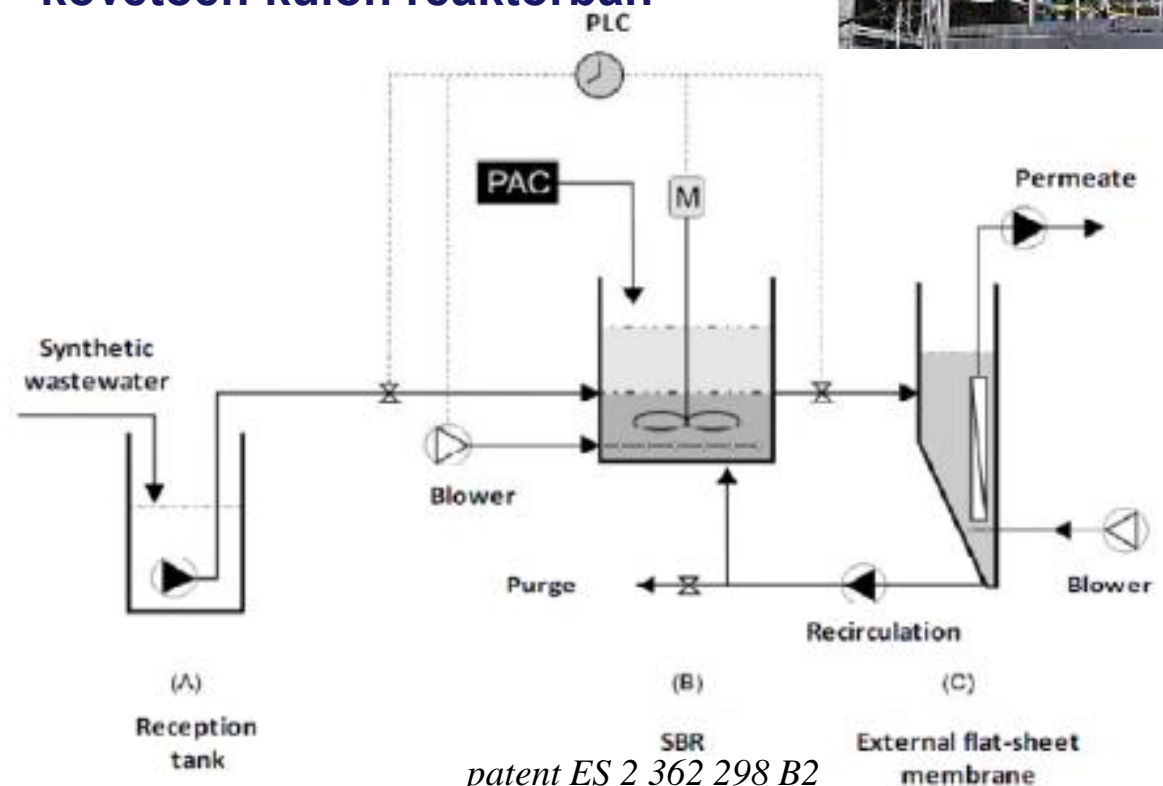 PLC
PAC
M
Permeate
Synthetic
wastewater
Blower
Purge
Blower
Recirculation
(A)
(B)
(C)
Reception
tank
SBR
External flat-sheet
membrane
patent ES 2 362 298 B2